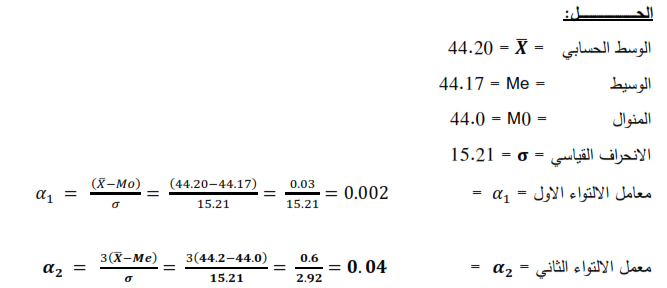 الحـــــــــل:
الوسط الحسابي = X̄ = 44.20
الوسيط = Me = 44.17
المنوال = M0 = 44.0
الانحراف القياسي = σ = 15.21
معامل الالتواء الاول = α₁ = α₁ = (X̄−Mo)/σ = (44.20−44.17)/15.21 = 0.03/15.21 = 0.002
معمل الالتواء الثاني = α₂ = α₂ = 3(X̄−Me)/σ = 3(44.2−44.0)/15.21 = 0.6/2.92 = 0.04